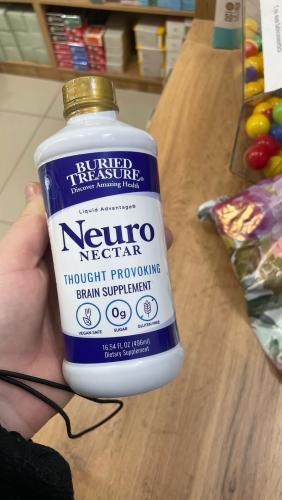 BURIED
TREASURE®
Discover Amazing Health
Liquid Advantage®
Neuro
NECTAR
THOUGHT PROVOKING
BRAIN SUPPLEMENT
VEGAN SAFE
0g
SUGAR
GLUTEN FREE
16.54 FL OZ (496ml)
Dietary Supplement